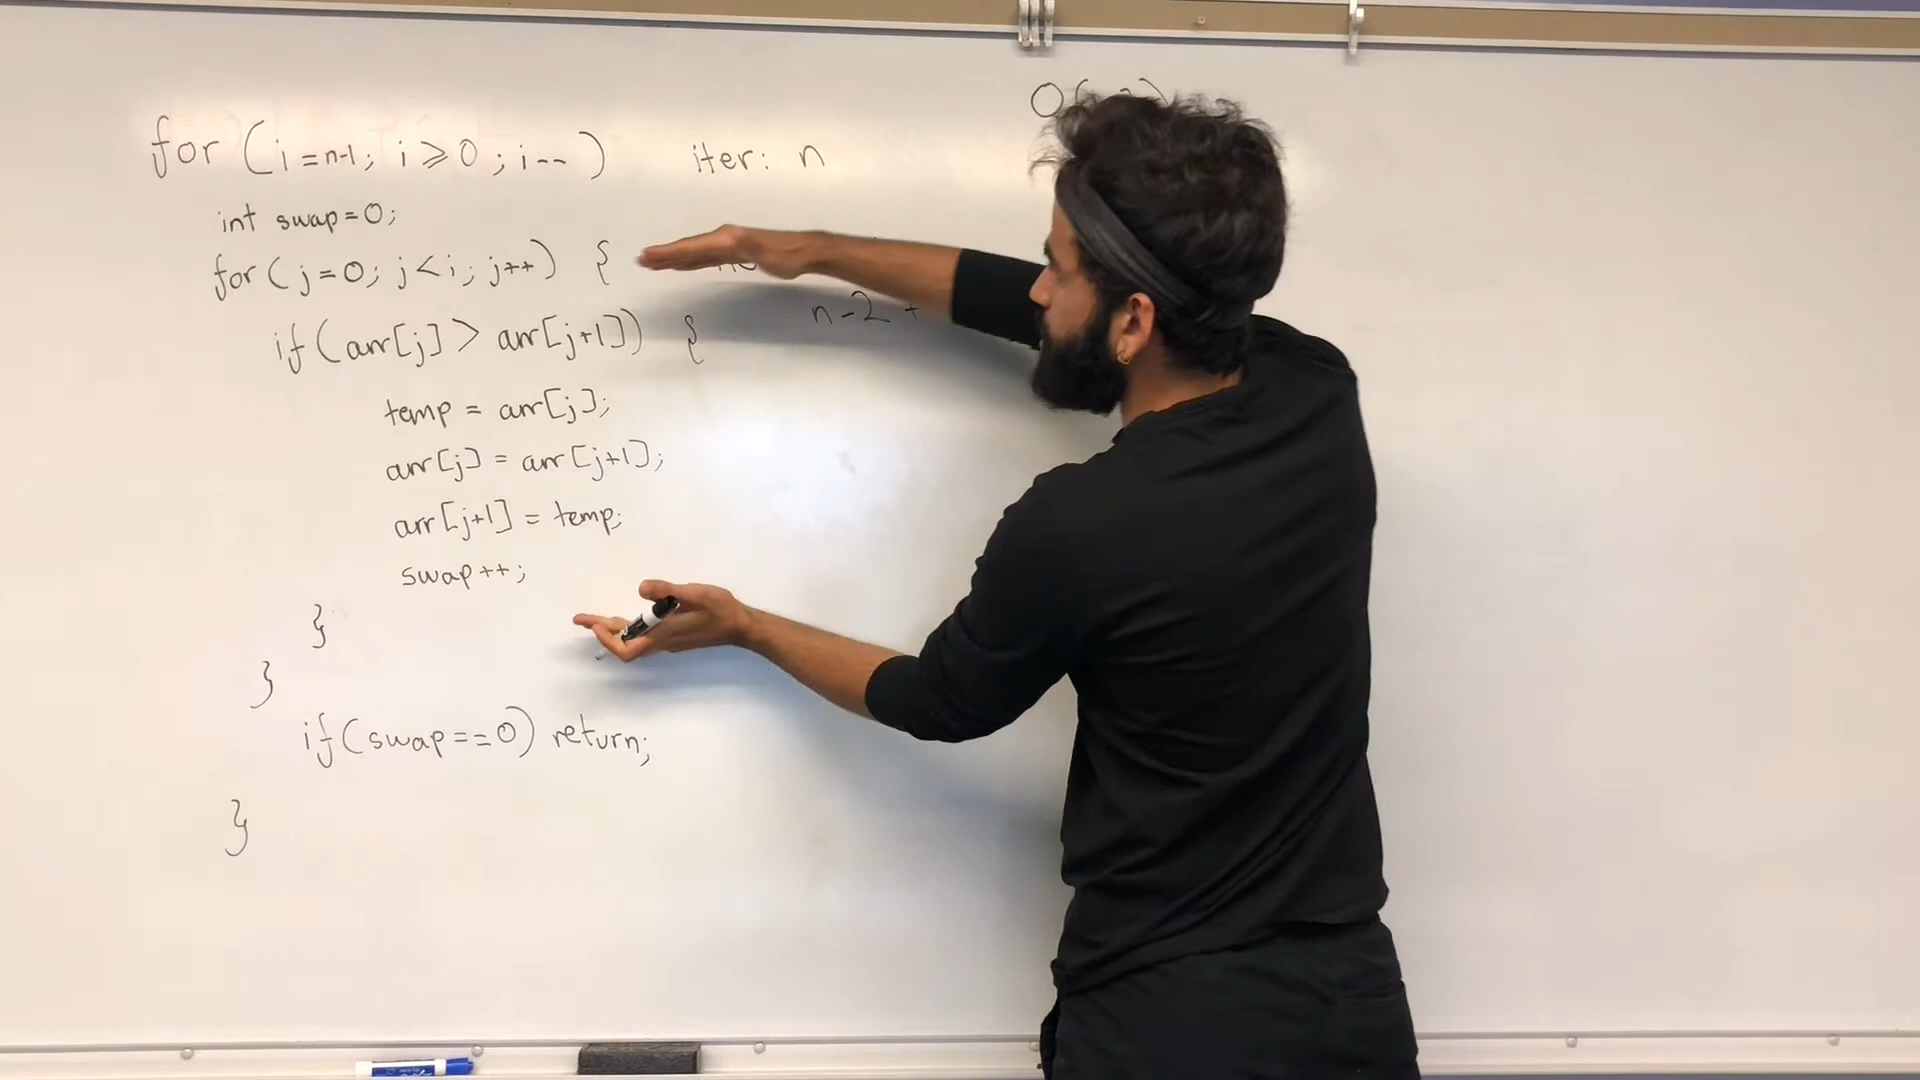 for (i=n-1; i≥0; i--) iter: n
int swap=0;
for (j=0; j<i; j++) {
n-2 +
if (arr[j] > arr[j+1]) {
temp = arr[j];
arr[j] = arr[j+1];
arr[j+1] = temp;
swap++;
}
}
if (swap==0) return;
}